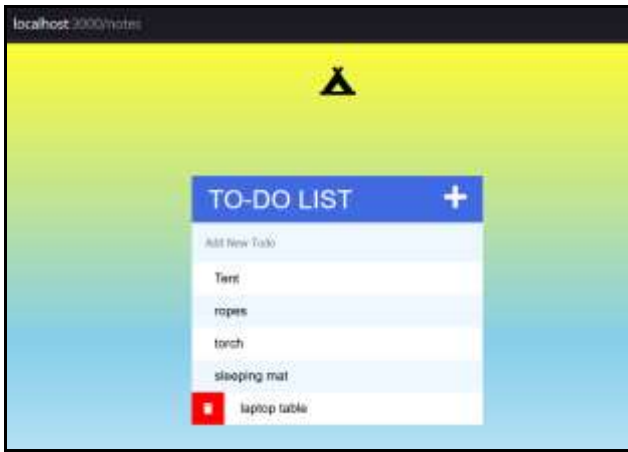 localhost:3000/notes
TO-DO LIST
Add New Todo
Tent
ropes
torch
sleeping mat
laptop table